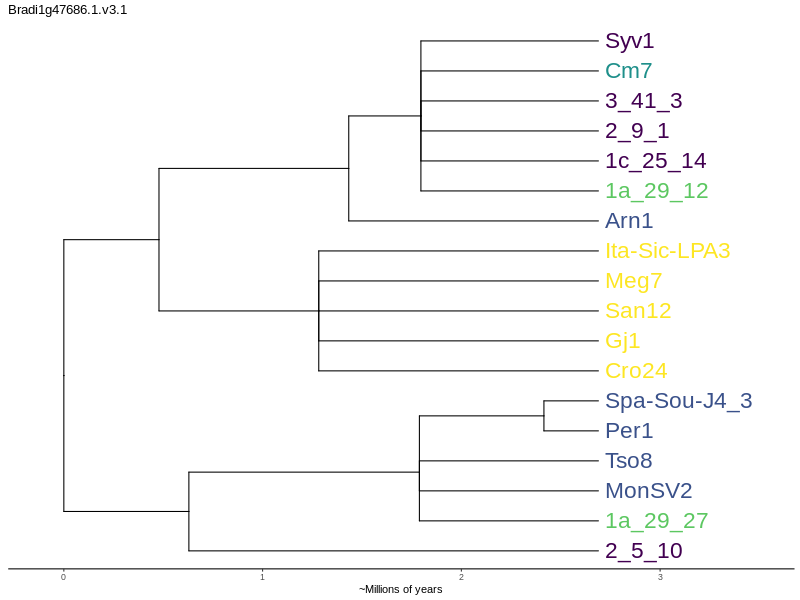 Bradi1g47686.1.v3.1
Syv1
Cm7
3_41_3
2_9_1
1c_25_14
1a_29_12
Arn1
Ita-Sic-LPA3
Meg7
San12
Gj1
Cro24
Spa-Sou-J4_3
Per1
Tso8
MonSV2
1a_29_27
2_5_10
0 1 2 3
~Millions of years